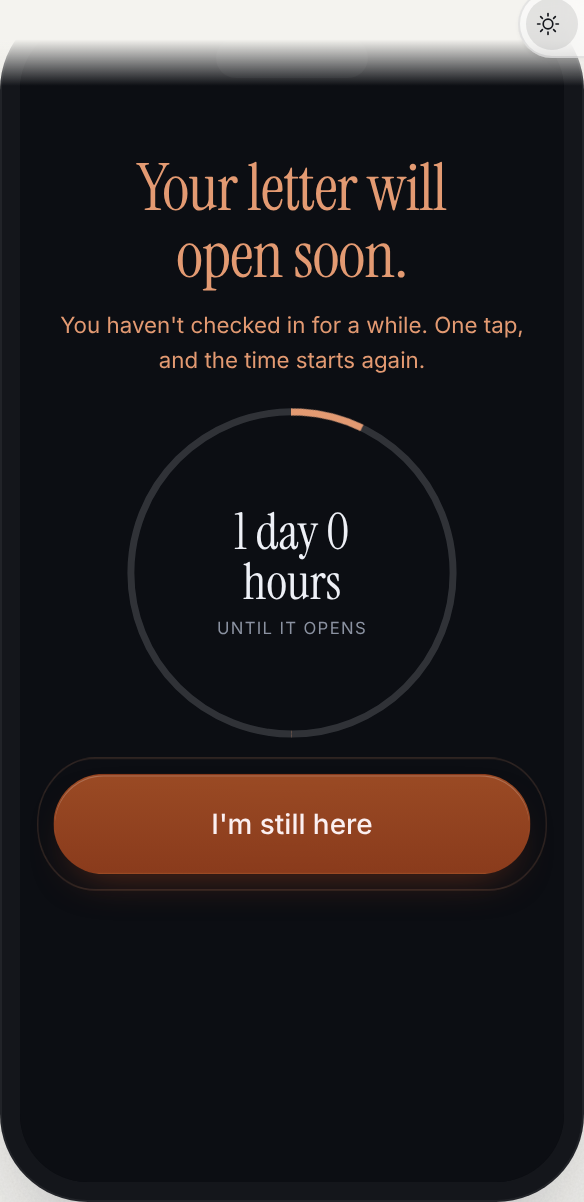 Your letter will
open soon.
You haven't checked in for a while. One tap,
and the time starts again.
1 day 0
hours
UNTIL IT OPENS
I'm still here